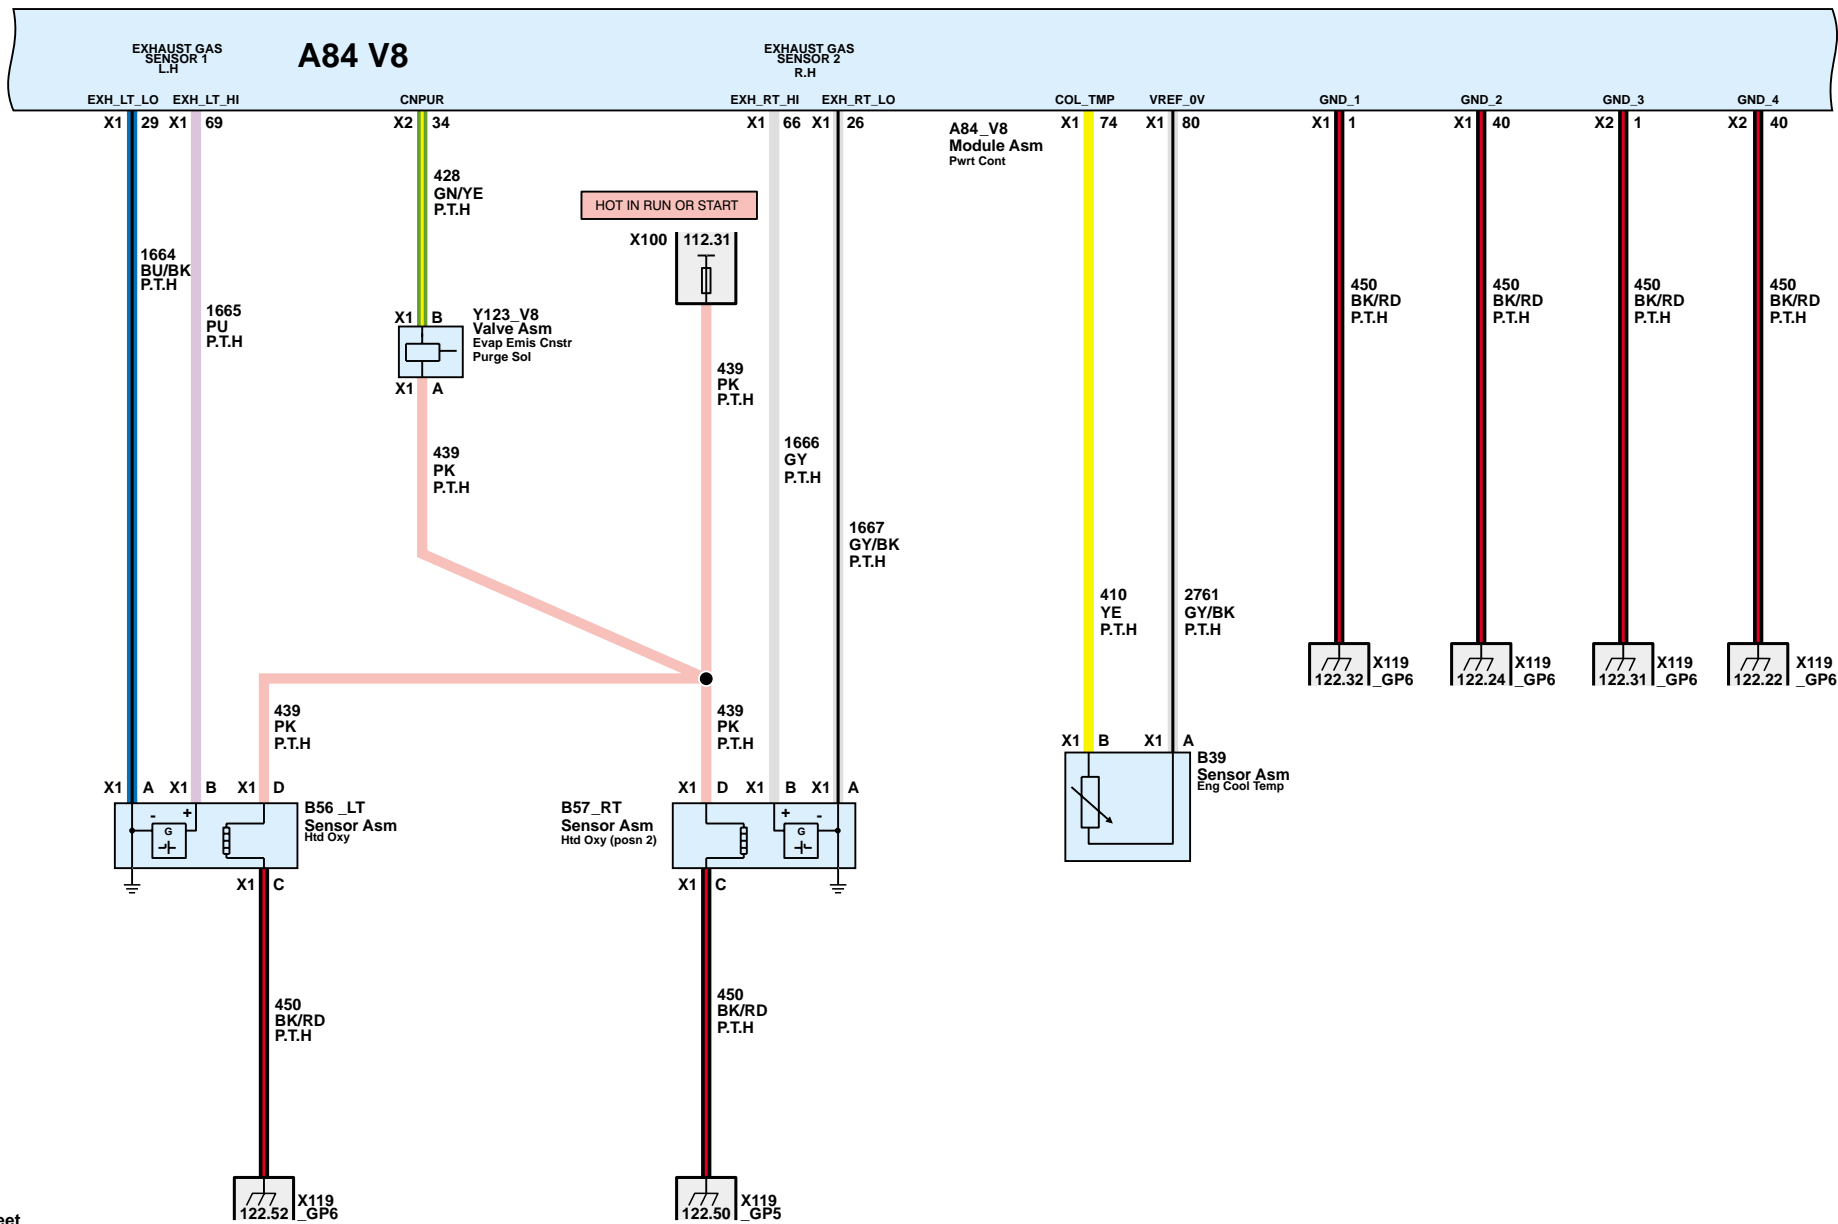 EXHAUST GAS
SENSOR 1
L.H
A84 V8
EXHAUST GAS
SENSOR 2
R.H
EXH_LT_LO EXH_LT_HI CNPUR EXH_RT_HI EXH_RT_LO COL_TMP VREF_0V GND_1 GND_2 GND_3 GND_4
X1 29 X1 69 X2 34 X1 66 X1 26 X1 74 X1 80 X1 1 X1 40 X2 1 X2 40
A84_V8
Module Asm
Pwrt Cont
428
GN/YE
P.T.H
HOT IN RUN OR START
X100 112.31
1664
BU/BK
P.T.H
1665
PU
P.T.H
X1 B
Y123_V8
Valve Asm
Evap Emis Cnstr
Purge Sol
X1 A
439
PK
P.T.H
439
PK
P.T.H
1666
GY
P.T.H
1667
GY/BK
P.T.H
410
YE
P.T.H
2761
GY/BK
P.T.H
450
BK/RD
P.T.H
450
BK/RD
P.T.H
450
BK/RD
P.T.H
450
BK/RD
P.T.H
122.32 X119
_GP6
122.24 X119
_GP6
122.31 X119
_GP6
122.22 X119
_GP6
439
PK
P.T.H
439
PK
P.T.H
X1 B X1 A
B39
Sensor Asm
Eng Cool Temp
X1 A X1 B X1 D
- +
G
B56_LT
Sensor Asm
Htd Oxy
X1 C
B57_RT
Sensor Asm
Htd Oxy (posn 2)
X1 D X1 B X1 A
+ -
G
X1 C
450
BK/RD
P.T.H
450
BK/RD
P.T.H
122.52 X119
_GP6
122.50 X119
_GP5
eet